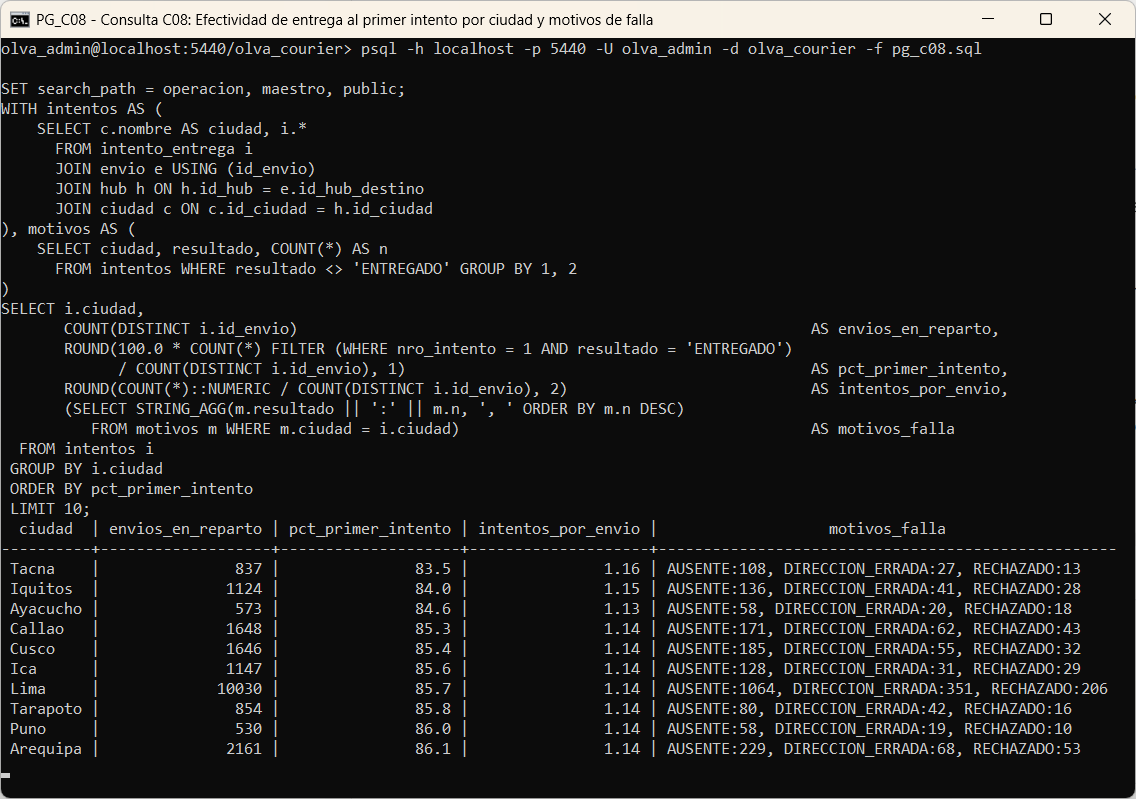 PG_C08 - Consulta C08: Efectividad de entrega al primer intento por ciudad y motivos de falla
olva_admin@localhost:5440/olva_courier> psql -h localhost -p 5440 -U olva_admin -d olva_courier -f pg_c08.sql
SET search_path = operacion, maestro, public;
WITH intentos AS (
    SELECT c.nombre AS ciudad, i.*
      FROM intento_entrega i
      JOIN envio e USING (id_envio)
      JOIN hub h ON h.id_hub = e.id_hub_destino
      JOIN ciudad c ON c.id_ciudad = h.id_ciudad
), motivos AS (
    SELECT ciudad, resultado, COUNT(*) AS n
      FROM intentos WHERE resultado <> 'ENTREGADO' GROUP BY 1, 2
)
SELECT i.ciudad,
       COUNT(DISTINCT i.id_envio)                                                         AS envios_en_reparto,
       ROUND(100.0 * COUNT(*) FILTER (WHERE nro_intento = 1 AND resultado = 'ENTREGADO')
             / COUNT(DISTINCT i.id_envio), 1)                                             AS pct_primer_intento,
       ROUND(COUNT(*)::NUMERIC / COUNT(DISTINCT i.id_envio), 2)                           AS intentos_por_envio,
       (SELECT STRING_AGG(m.resultado || ':' || m.n, ', ' ORDER BY m.n DESC)
          FROM motivos m WHERE m.ciudad = i.ciudad)                                       AS motivos_falla
  FROM intentos i
 GROUP BY i.ciudad
 ORDER BY pct_primer_intento
 LIMIT 10;
  ciudad  | envios_en_reparto | pct_primer_intento | intentos_por_envio |                   motivos_falla
----------+-------------------+--------------------+--------------------+---------------------------------------------------
 Tacna    |               837 |               83.5 |               1.16 | AUSENTE:108, DIRECCION_ERRADA:27, RECHAZADO:13
 Iquitos  |              1124 |               84.0 |               1.15 | AUSENTE:136, DIRECCION_ERRADA:41, RECHAZADO:28
 Ayacucho |               573 |               84.6 |               1.13 | AUSENTE:58, DIRECCION_ERRADA:20, RECHAZADO:18
 Callao   |              1648 |               85.3 |               1.14 | AUSENTE:171, DIRECCION_ERRADA:62, RECHAZADO:43
 Cusco    |              1646 |               85.4 |               1.14 | AUSENTE:185, DIRECCION_ERRADA:55, RECHAZADO:32
 Ica      |              1147 |               85.6 |               1.14 | AUSENTE:128, DIRECCION_ERRADA:31, RECHAZADO:29
 Lima     |             10030 |               85.7 |               1.14 | AUSENTE:1064, DIRECCION_ERRADA:351, RECHAZADO:206
 Tarapoto |               854 |               85.8 |               1.14 | AUSENTE:80, DIRECCION_ERRADA:42, RECHAZADO:16
 Puno     |               530 |               86.0 |               1.14 | AUSENTE:58, DIRECCION_ERRADA:19, RECHAZADO:10
 Arequipa |              2161 |               86.1 |               1.14 | AUSENTE:229, DIRECCION_ERRADA:68, RECHAZADO:53